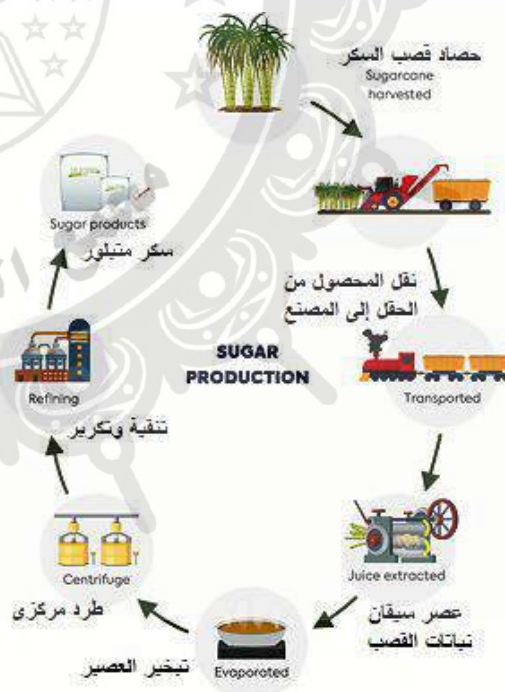 حصاد قصب السكر
Sugarcane
harvested
نقل المحصول من
الحقل إلى المصنع
Transported
Juice extracted
عصر سيقان
نباتات القصب
Evaporated
تبخير العصير
Centrifuge
طرد مركزي
Refining
تنقية وتكرير
Sugar products
سكر متبلور
SUGAR
PRODUCTION